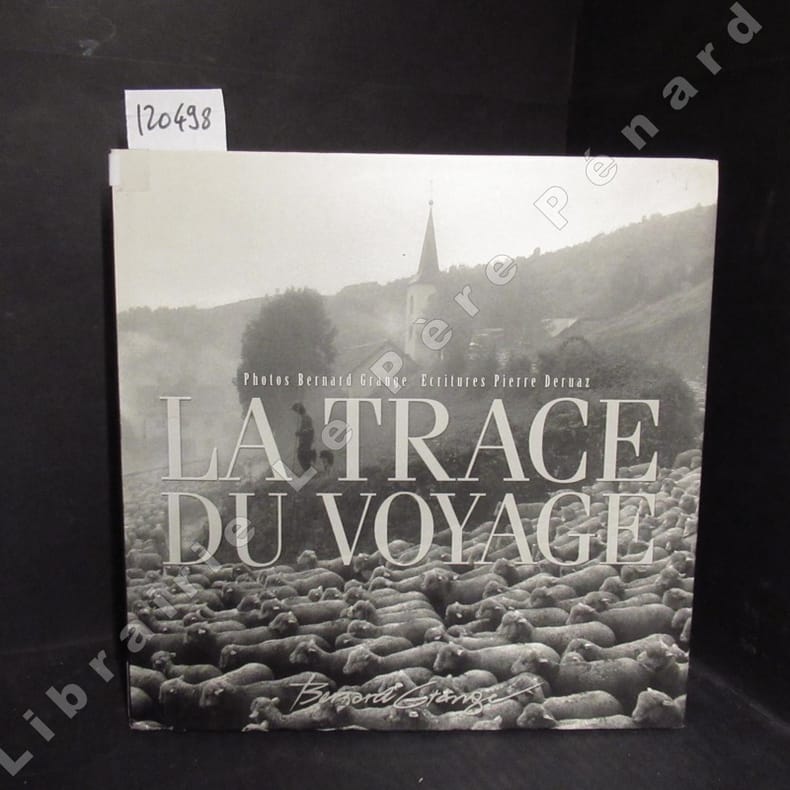 120498
Photos Bernard Grange Ecritures Pierre Deruaz
LA TRACE
DU VOYAGE
Bernard Grange
Librairie Le Père Pénard